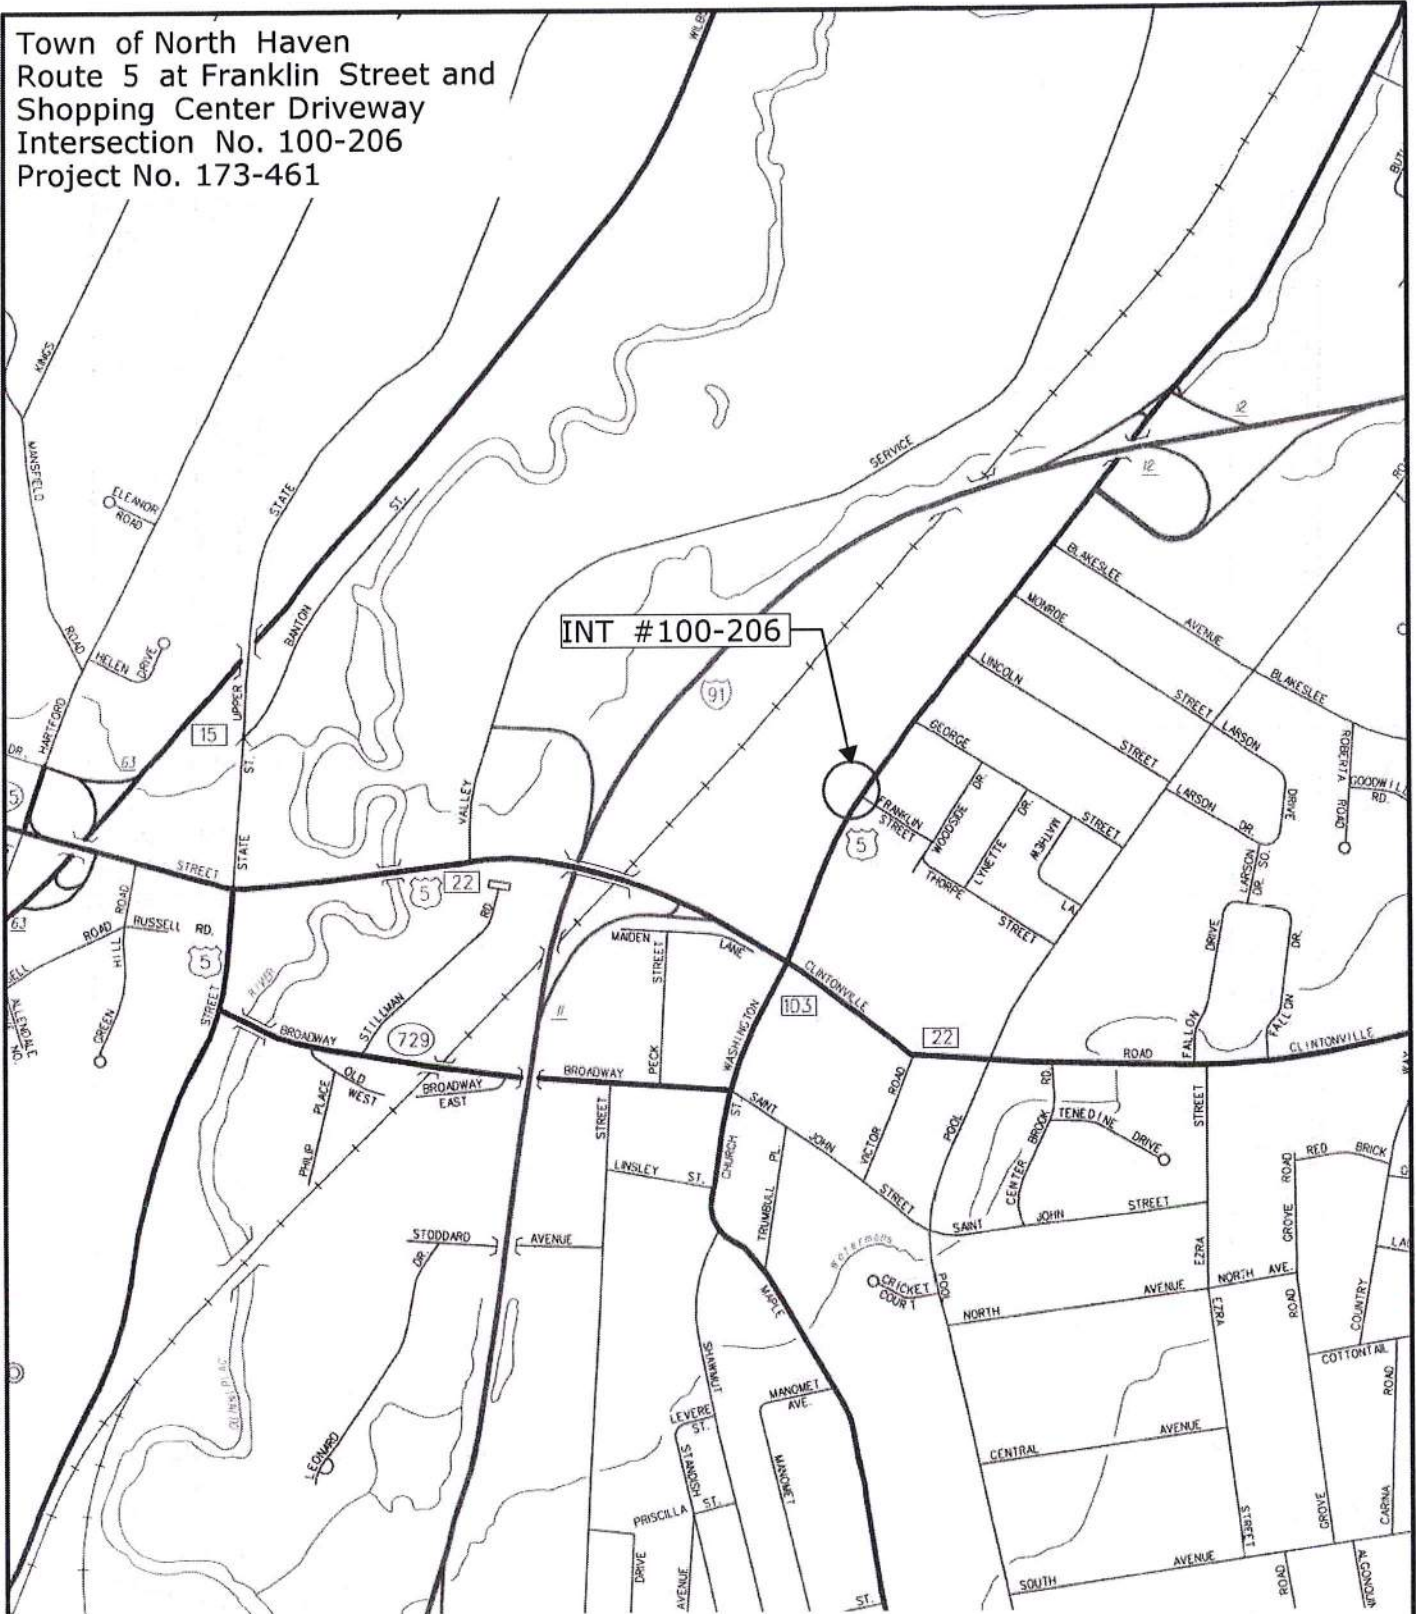 Town of North Haven
Route 5 at Franklin Street and
Shopping Center Driveway
Intersection No. 100-206
Project No. 173-461
KINGS
MANSFIELD
ROAD
ELEANOR
ROAD
HELEN
DRIVE
HARTFORD
DR.
63
15
UPPER
STATE
ST.
STATE
BANTON
ST.
SERVICE
12
12
INT #100-206
91
VALLEY
BLAKESLEE
AVENUE
BLAKESLEE
MONROE
STREET
LARSON
DRIVE
LINCOLN
STREET
LARSON
DR.
GEORGE
STREET
FRANKLIN
STREET
5
WOODSIDE
DR.
LYNETTE
DR.
MATHEW
LA.
THORPE
STREET
ROBERTA ROAD
GOODWILL
RD.
LARSON
DR. SO.
DRIVE
FALLON
DR.
FALLON
5
STREET
22
5
RD.
STILLMAN
63
ROAD
HILL
GREEN
ROAD
RUSSELL RD.
5
ALLENDALE
NO.
STREET
RIVER
BROADWAY
729
MAIDEN
LANE
STREET
PECK
11
CLINTONVILLE
103
22
ROAD
CLINTONVILLE
WASHINGTON
OLD
WEST
BROADWAY
EAST
BROADWAY
PLACE
PHILIP
STREET
LINSLEY ST.
CHURCH
ST.
SAINT
JOHN
STREET
TRUMBULL PL.
VICTOR
ROAD
POOL
RD.
BROOK
CENTER
TENEDINE
DRIVE
STREET
EZRA
SAINT
JOHN
STREET
RED BRICK
GROVE ROAD
STODDARD
AVENUE
DR.
LEONARD
Watermans
CRICKET
COURT
POOL
NORTH
AVENUE
NORTH AVE.
EZRA
ROAD
COUNTRY
COTTONTAIL
ROAD
MAPLE
SHAWMUT
MANOMET
AVE.
MANOMET
LEVERE
ST.
STANDISH
PRISCILLA ST.
CENTRAL
AVENUE
STREET
GROVE
CARINA
DRIVE
AVENUE
ST.
SOUTH
AVENUE
ROAD